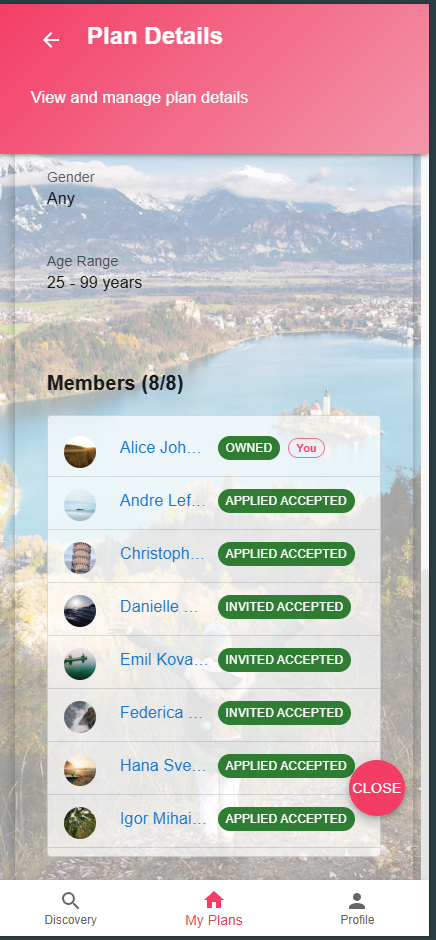 Plan Details
View and manage plan details
Gender
Any
Age Range
25 - 99 years
Members (8/8)
Alice Joh... OWNED You
Andre Lef... APPLIED ACCEPTED
Christoph... APPLIED ACCEPTED
Danielle ... INVITED ACCEPTED
Emil Kova... INVITED ACCEPTED
Federica ... INVITED ACCEPTED
Hana Sve... APPLIED ACCEPTED
CLOSE
Igor Mihai... APPLIED ACCEPTED
Discovery My Plans Profile